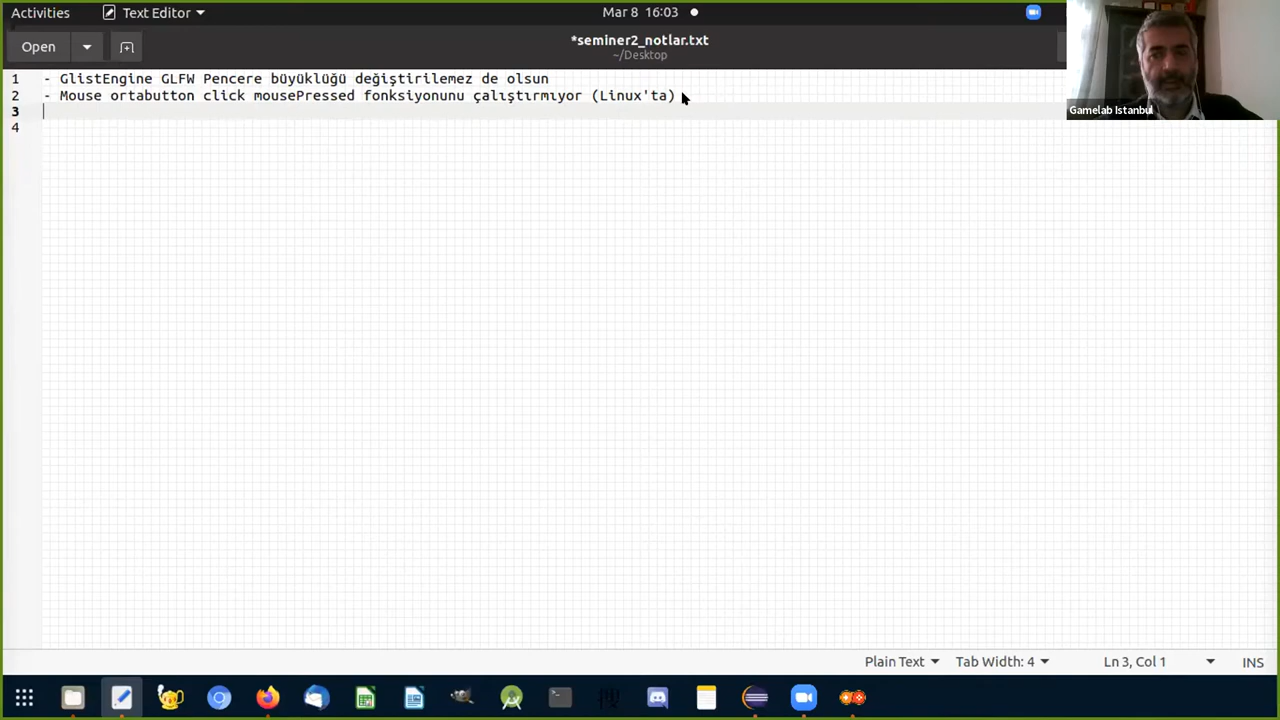 Activities Text Editor Mar 8 16:03
Open *seminer2_notlar.txt
~/Desktop
1 - GlistEngine GLFW Pencere büyüklüğü değiştirilemez de olsun
2 - Mouse ortabutton click mousePressed fonksiyonunu çalıştırmıyor (Linux'ta)
3
4
Gamelab Istanbul
Plain Text Tab Width: 4 Ln 3, Col 1 INS